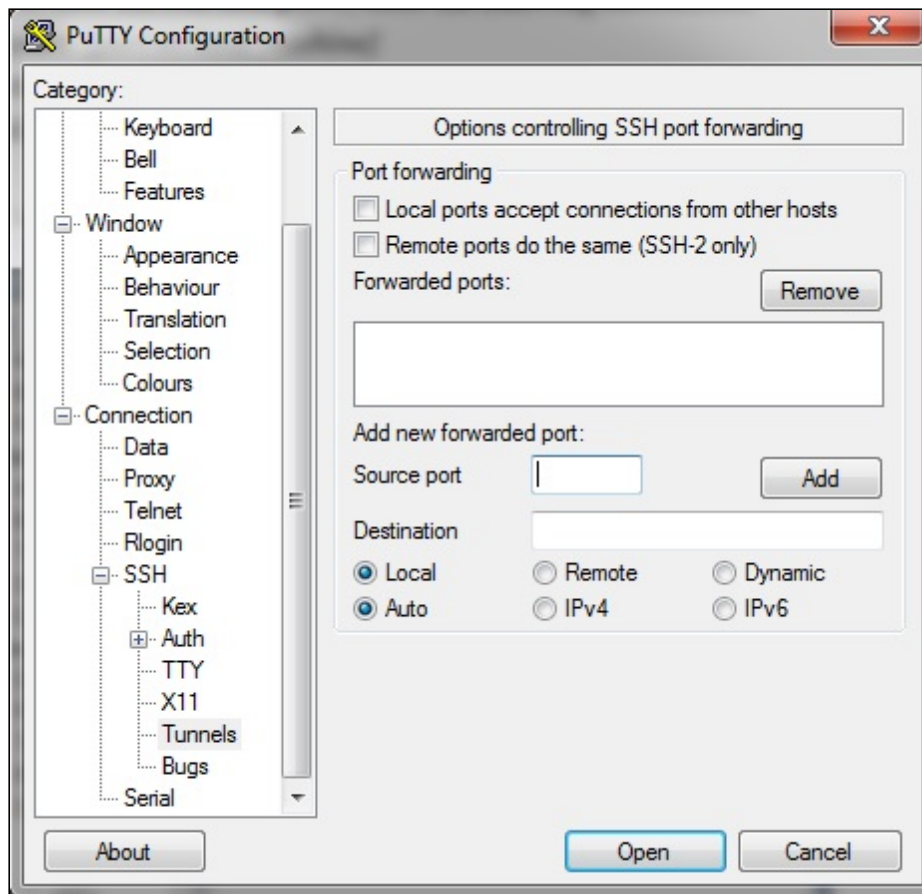 PuTTY Configuration
Category:
Keyboard
Bell
Features
Window
Appearance
Behaviour
Translation
Selection
Colours
Connection
Data
Proxy
Telnet
Rlogin
SSH
Kex
Auth
TTY
X11
Tunnels
Bugs
Serial
Options controlling SSH port forwarding
Port forwarding
Local ports accept connections from other hosts
Remote ports do the same (SSH-2 only)
Forwarded ports:
Remove
Add new forwarded port:
Source port
Add
Destination
Local Remote Dynamic
Auto IPv4 IPv6
About Open Cancel